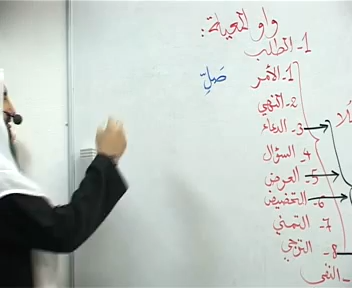 واو المعية:
1- الطلب
1- الأمر صَلِّ
2- النهي
3- الدعاء
4- السؤال
5- العرض
6- التحضيض
7- التمني
8- الترجي
- النفي